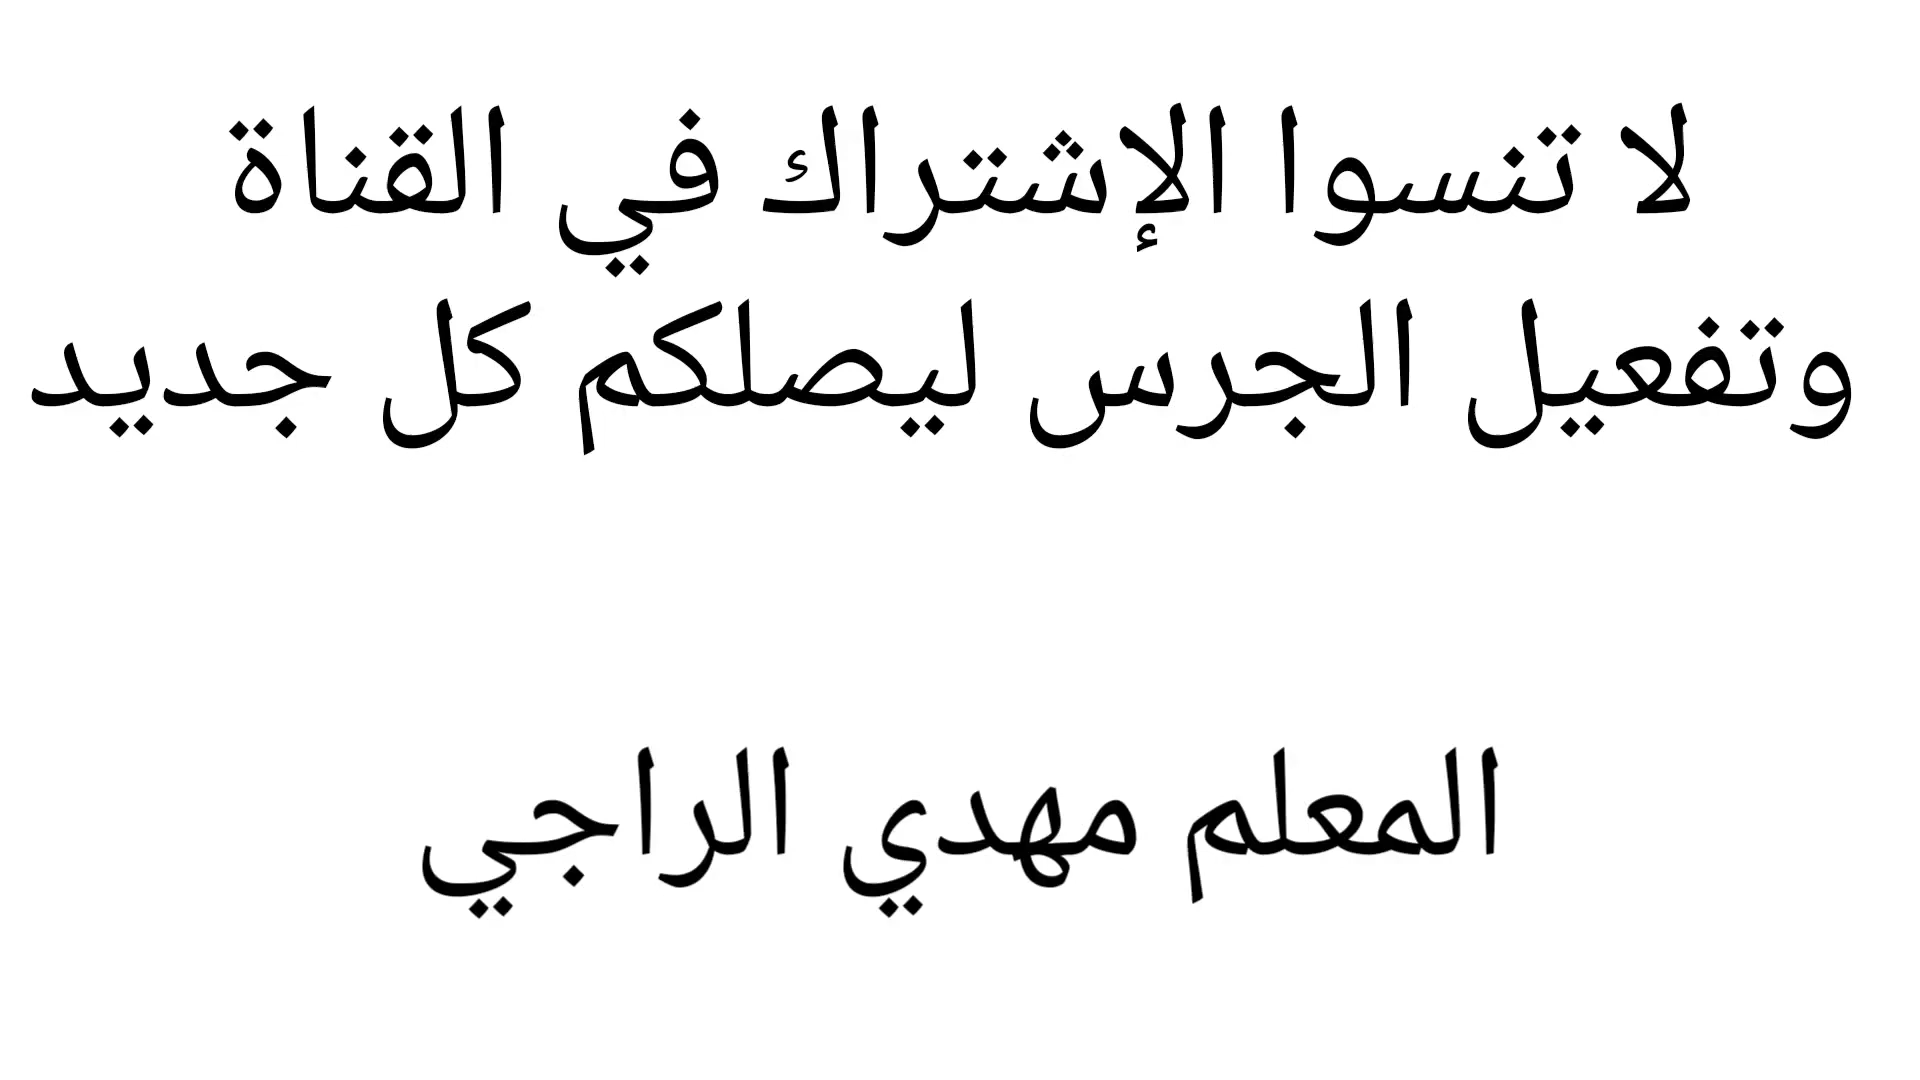 لا تنسوا الإشتراك في القناة
وتفعيل الجرس ليصلكم كل جديد
المعلم مهدي الراجي